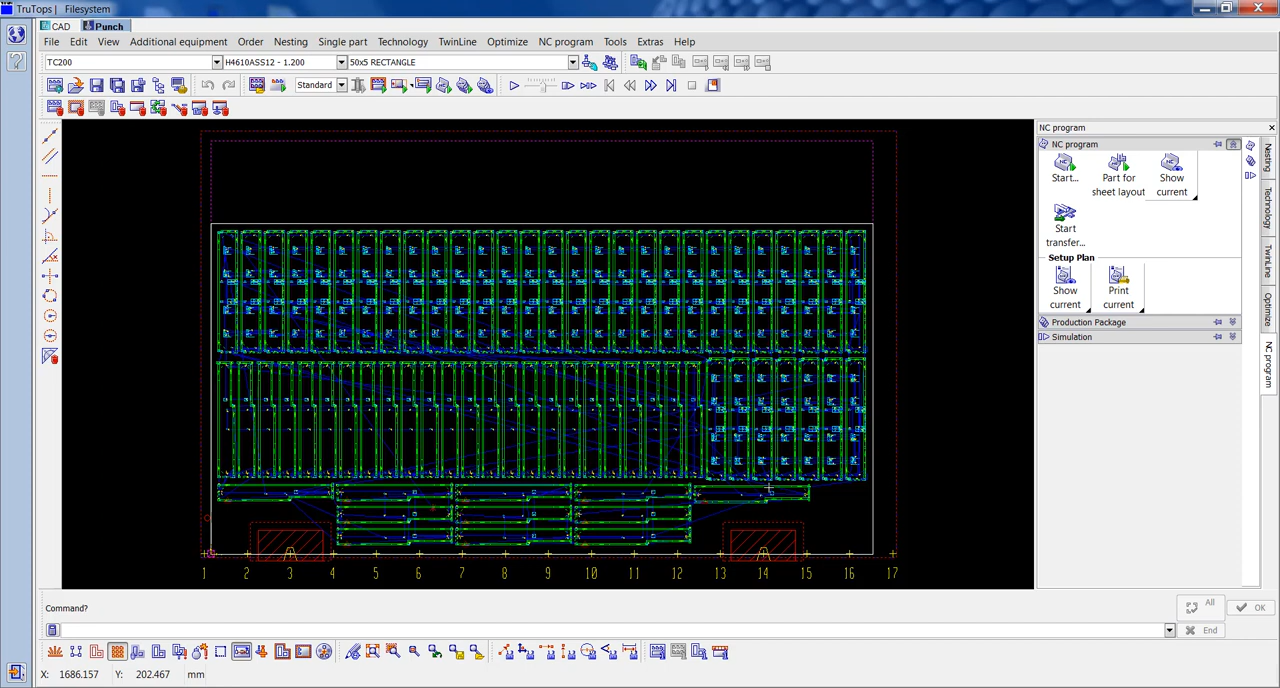 TruTops | Filesystem
CAD Punch
File Edit View Additional equipment Order Nesting Single part Technology TwinLine Optimize NC program Tools Extras Help
TC200 H4610ASS12 - 1.200 50x5 RECTANGLE
Standard
NC program
NC program
Start... Part for sheet layout Show current
Start transfer...
Setup Plan
Show current Print current
Production Package
Simulation
Nesting
Technology
TwinLine
Optimize
NC program
1 2 3 4 5 6 7 8 9 10 11 12 13 14 15 16 17
Command?
All OK
End
X: 1686.157 Y: 202.467 mm